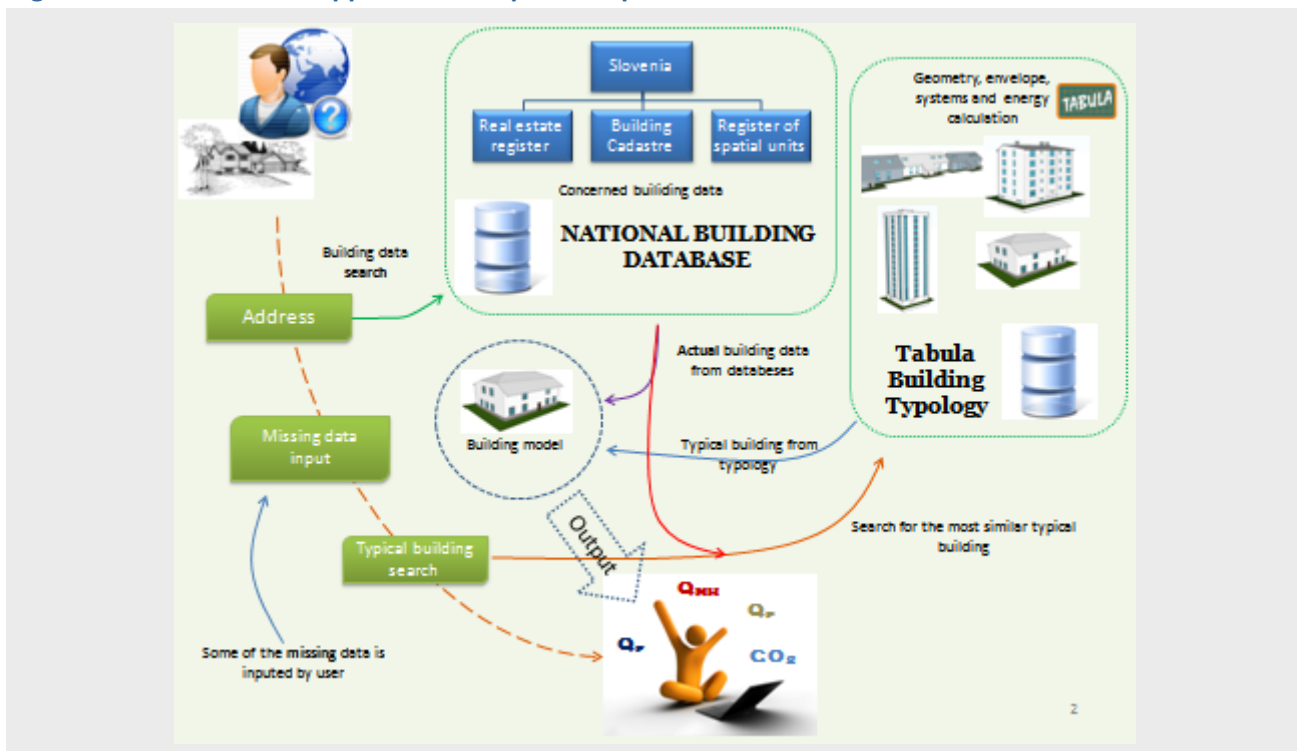 Slovenia
Real estate
register
Building
Cadastre
Register of
spatial units
Concerned builiding data
NATIONAL BUILDING
DATABASE
Geometry, envelope,
systems and energy
calculation
TABULA
Tabula
Building
Typology
Building data
search
Address
Actual building data
from databeses
Building model
Missing data
input
Typical building from
typology
Search for the most similar typical
building
Typical building
search
Output
Some of the missing data is
inputed by user
QNH
CO2
2